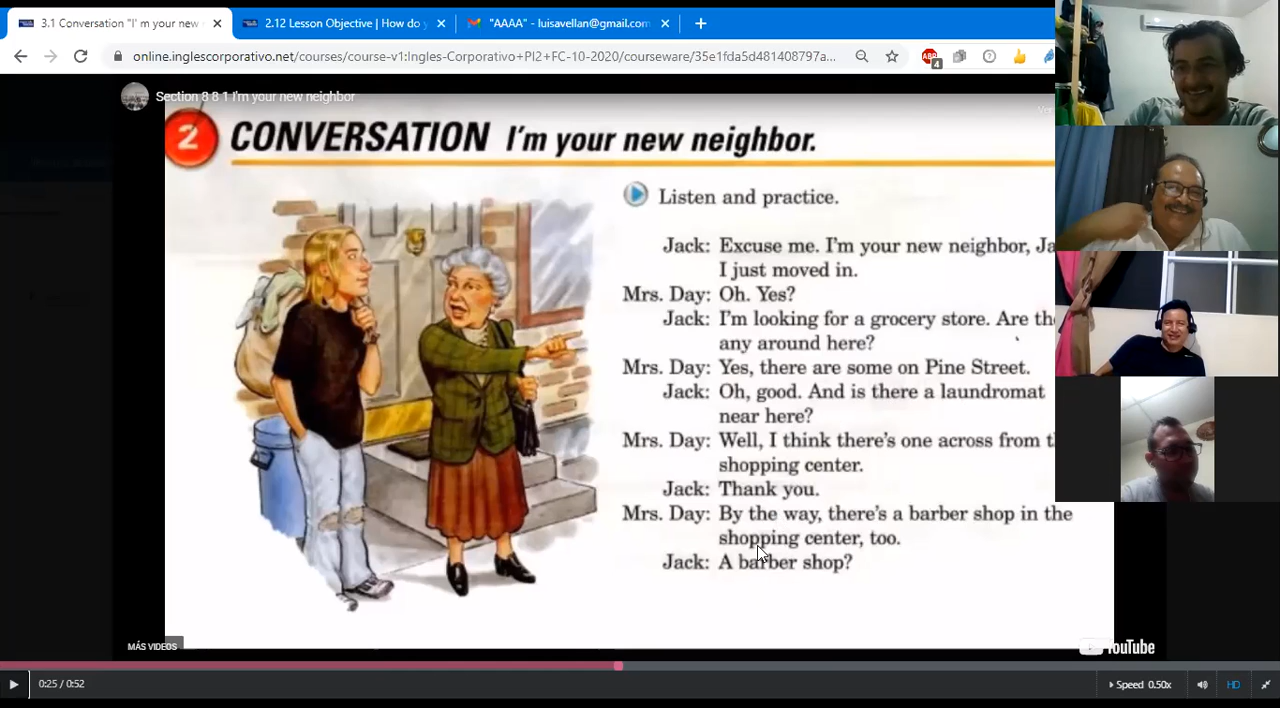 3.1 Conversation "I' m your new
2.12 Lesson Objective | How do
"AAAA" - luisavellan@gmail.com
online.inglescorporativo.net/courses/course-v1:Ingles-Corporativo+PI2+FC-10-2020/courseware/35e1fda5d481408797a...
ABP
4
Section 8 8 1 I'm your new neighbor
2 CONVERSATION I'm your new neighbor.
Listen and practice.
Jack: Excuse me. I'm your new neighbor, Ja
I just moved in.
Mrs. Day: Oh. Yes?
Jack: I'm looking for a grocery store. Are the
any around here?
Mrs. Day: Yes, there are some on Pine Street.
Jack: Oh, good. And is there a laundromat
near here?
Mrs. Day: Well, I think there's one across from t
shopping center.
Jack: Thank you.
Mrs. Day: By the way, there's a barber shop in the
shopping center, too.
Jack: A barber shop?
MÁS VIDEOS
YouTube
0:25 / 0:52
Speed 0.50x
HD